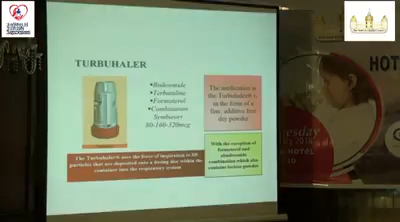 TURBUHALER
•Budesonide
•Terbutaline
•Formoterol
•Combination
Symbicort
80-160-320mcg
The medication in
the Turbuhaler® is
in the form of a
fine, additive free
dry powder
The Turbuhaler® uses the force of inspiration to lift
particles that are deposited onto a dosing disc within the
container into the respiratory system
With the exception of
formoterol and
combination which also
contains lactose powder
HOT
esday
HOTEL